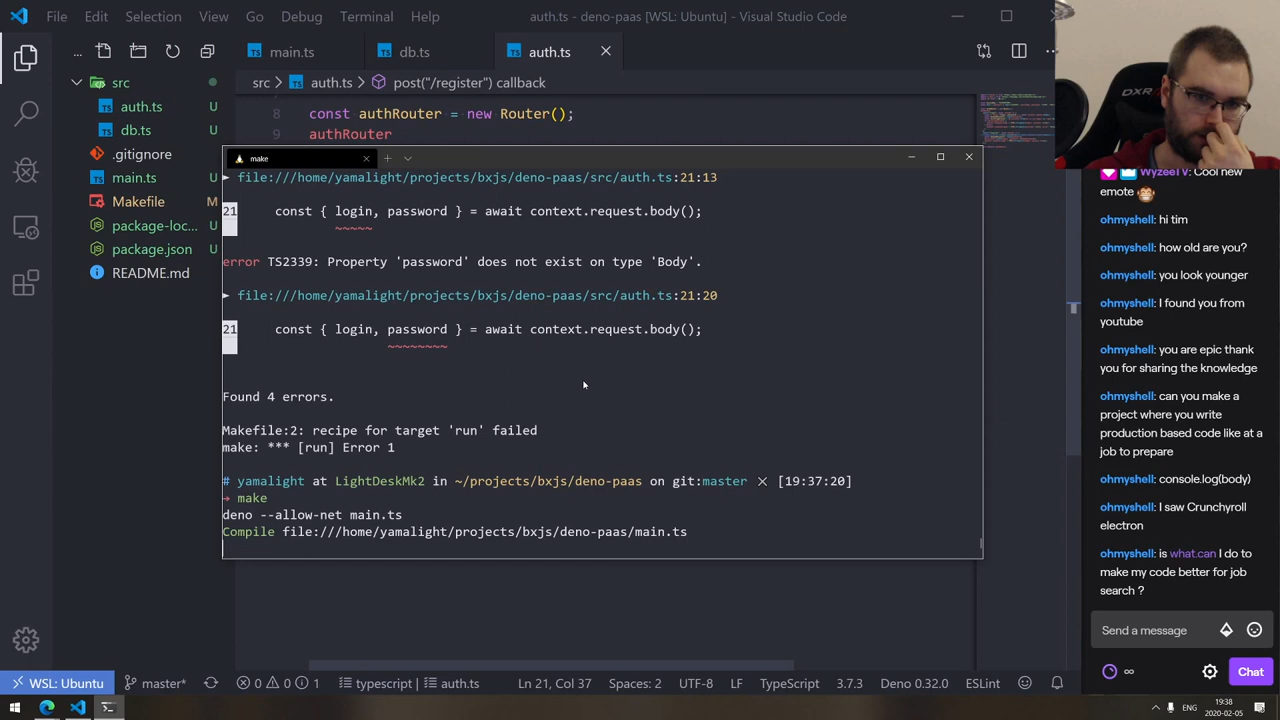 File Edit Selection View Go Debug Terminal Help
auth.ts - deno-paas [WSL: Ubuntu] - Visual Studio Code
main.ts
db.ts
auth.ts
src
auth.ts U
db.ts U
.gitignore
main.ts U
Makefile M
package-loc... U
package.json U
README.md
src > auth.ts > post("/register") callback
8 const authRouter = new Router();
authRouter
make
▸ file:///home/yamalight/projects/bxjs/deno-paas/src/auth.ts:21:13
21 const { login, password } = await context.request.body();
~~~~~
error TS2339: Property 'password' does not exist on type 'Body'.
▸ file:///home/yamalight/projects/bxjs/deno-paas/src/auth.ts:21:20
21 const { login, password } = await context.request.body();
~~~~~~~~
Found 4 errors.
Makefile:2: recipe for target 'run' failed
make: *** [run] Error 1
# yamalight at LightDeskMk2 in ~/projects/bxjs/deno-paas on git:master ✕ [19:37:20]
→ make
deno --allow-net main.ts
Compile file:///home/yamalight/projects/bxjs/deno-paas/main.ts
WSL: Ubuntu
master*
0 0 1
typescript
auth.ts
Ln 21, Col 37
Spaces: 2
UTF-8
LF
TypeScript
3.7.3
Deno 0.32.0
ESLint
DXR
WyzeeTV: Cool new
emote
ohmyshell: hi tim
ohmyshell: how old are you?
ohmyshell: you look younger
ohmyshell: I found you from
youtube
ohmyshell: you are epic thank
you for sharing the knowledge
ohmyshell: can you make a
project where you write
production based code like at a
job to prepare
ohmyshell: console.log(body)
ohmyshell: I saw Crunchyroll
electron
ohmyshell: is what.can I do to
make my code better for job
search ?
Send a message
∞
Chat
ENG
19:38
2020-02-05